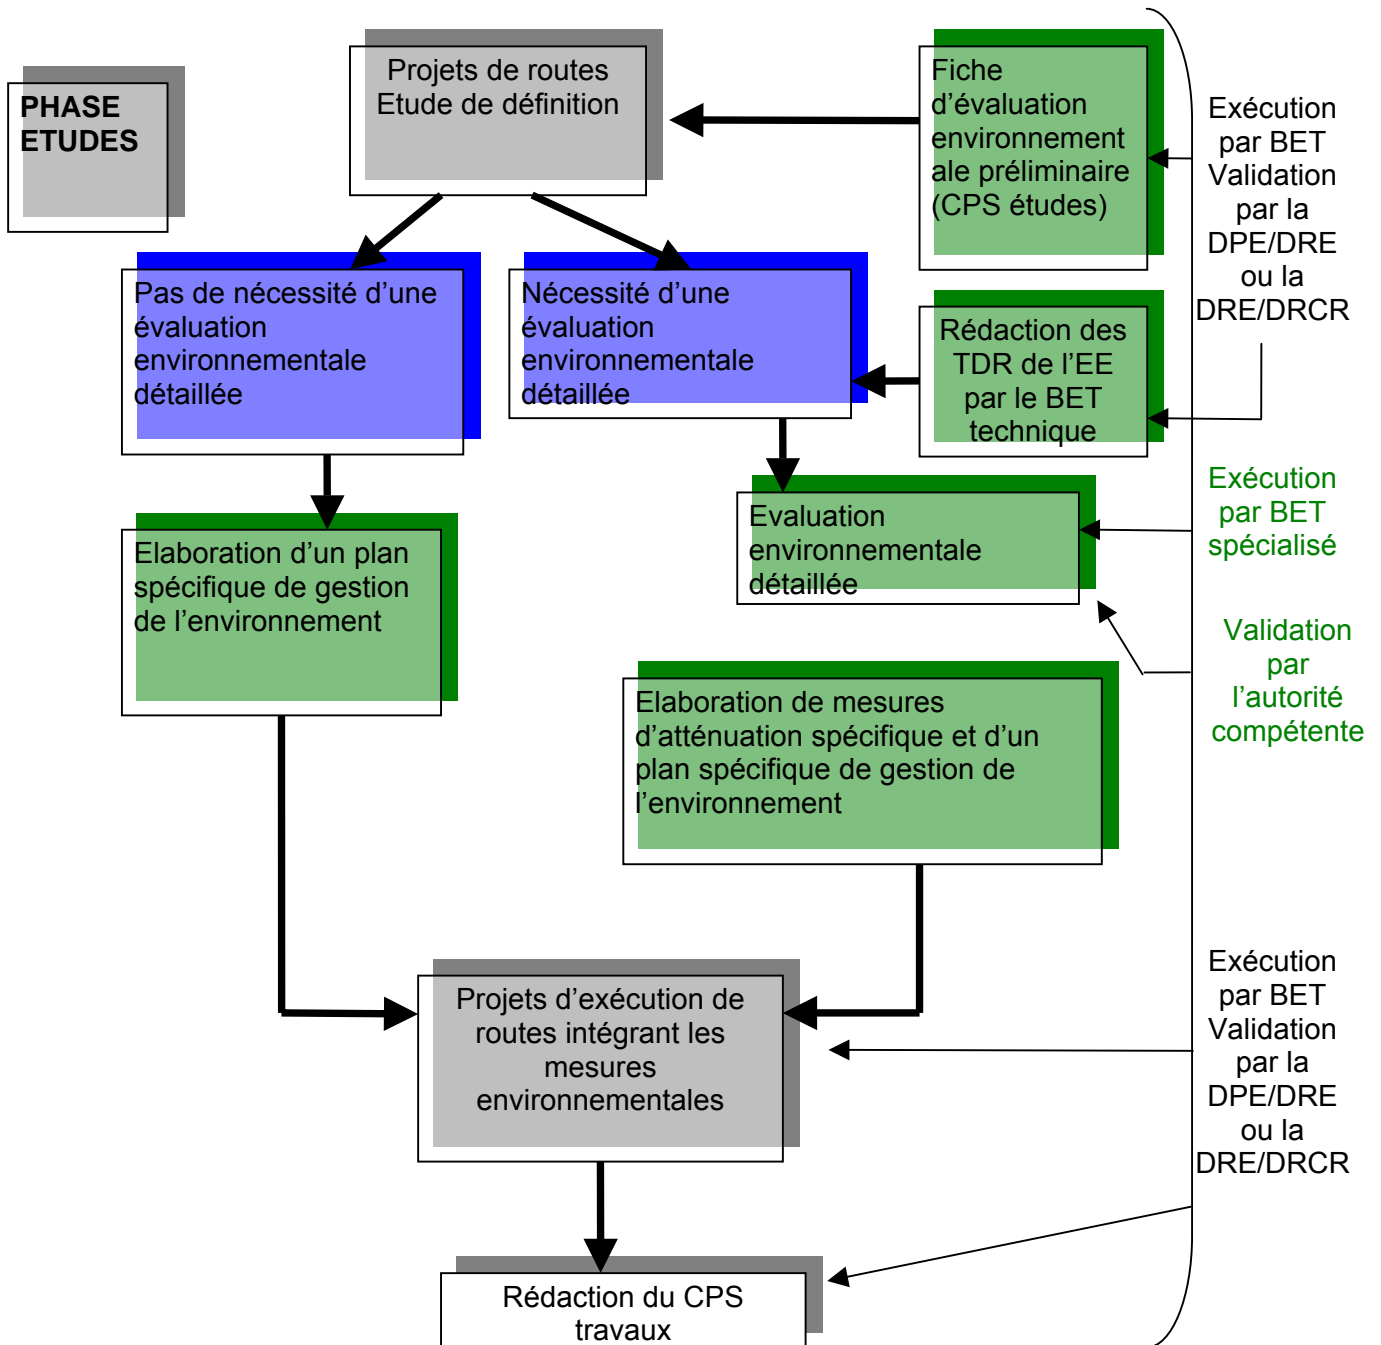 PHASE
ETUDES
Projets de routes
Etude de définition
Fiche
d’évaluation
environnement
ale préliminaire
(CPS études)
Exécution
par BET
Validation
par la
DPE/DRE
ou la
DRE/DRCR
Pas de nécessité d’une
évaluation
environnementale
détaillée
Nécessité d’une
évaluation
environnementale
détaillée
Rédaction des
TDR de l’EE
par le BET
technique
Exécution
par BET
spécialisé
Evaluation
environnementale
détaillée
Elaboration d’un plan
spécifique de gestion
de l’environnement
Validation
par
l’autorité
compétente
Elaboration de mesures
d’atténuation spécifique et d’un
plan spécifique de gestion de
l’environnement
Exécution
par BET
Validation
par la
DPE/DRE
ou la
DRE/DRCR
Projets d’exécution de
routes intégrant les
mesures
environnementales
Rédaction du CPS
travaux